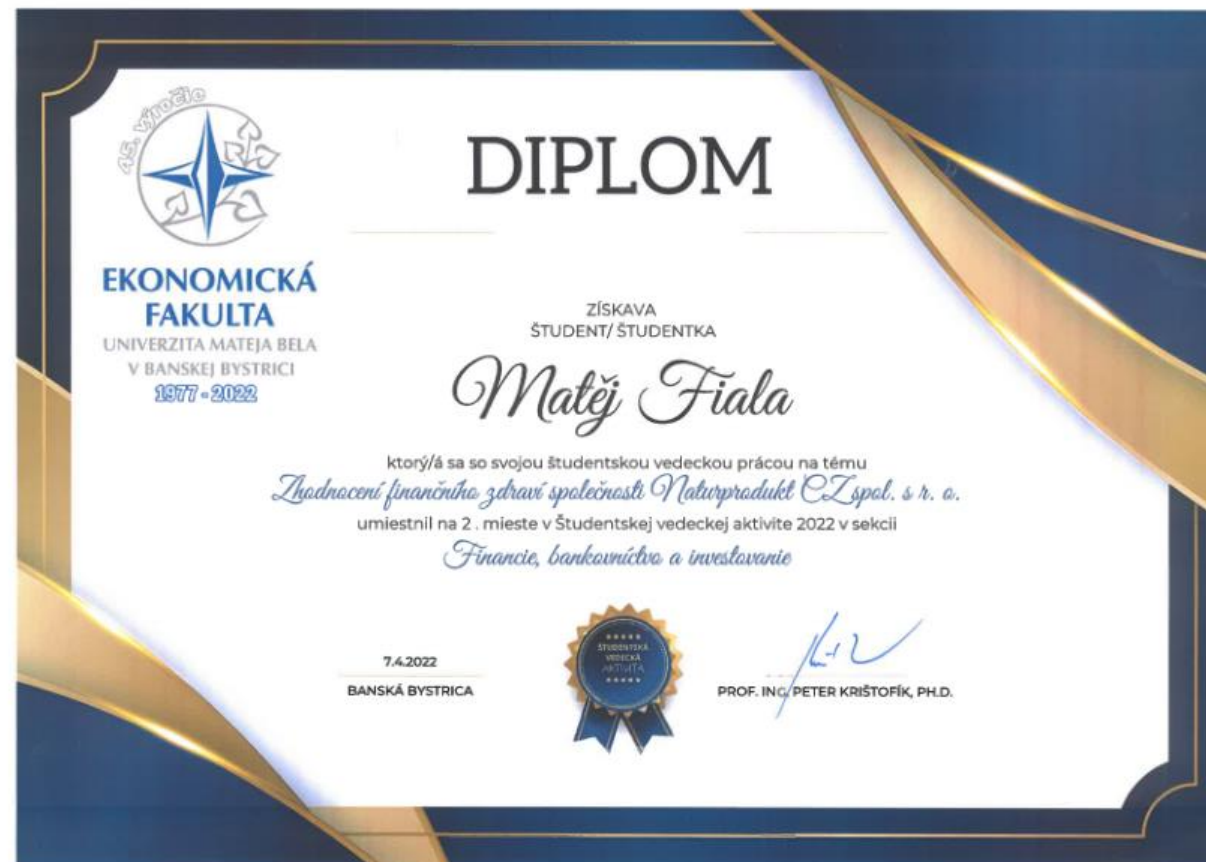 45. výročie
DIPLOM
EKONOMICKÁ
FAKULTA
UNIVERZITA MATEJA BELA
V BANSKEJ BYSTRICI
1977 - 2022
ZÍSKAVA
ŠTUDENT/ ŠTUDENTKA
Matěj Fiala
ktorý/á sa so svojou študentskou vedeckou prácou na tému
Zhodnocení finančního zdraví společnosti Naturprodukt CZ spol. s r. o.
umiestnil na 2 . mieste v Študentskej vedeckej aktivite 2022 v sekcii
Financie, bankovníctvo a investovanie
7.4.2022
BANSKÁ BYSTRICA
ŠTUDENTSKÁ
VEDECKÁ
AKTIVITA
PROF. ING. PETER KRIŠTOFÍK, PH.D.